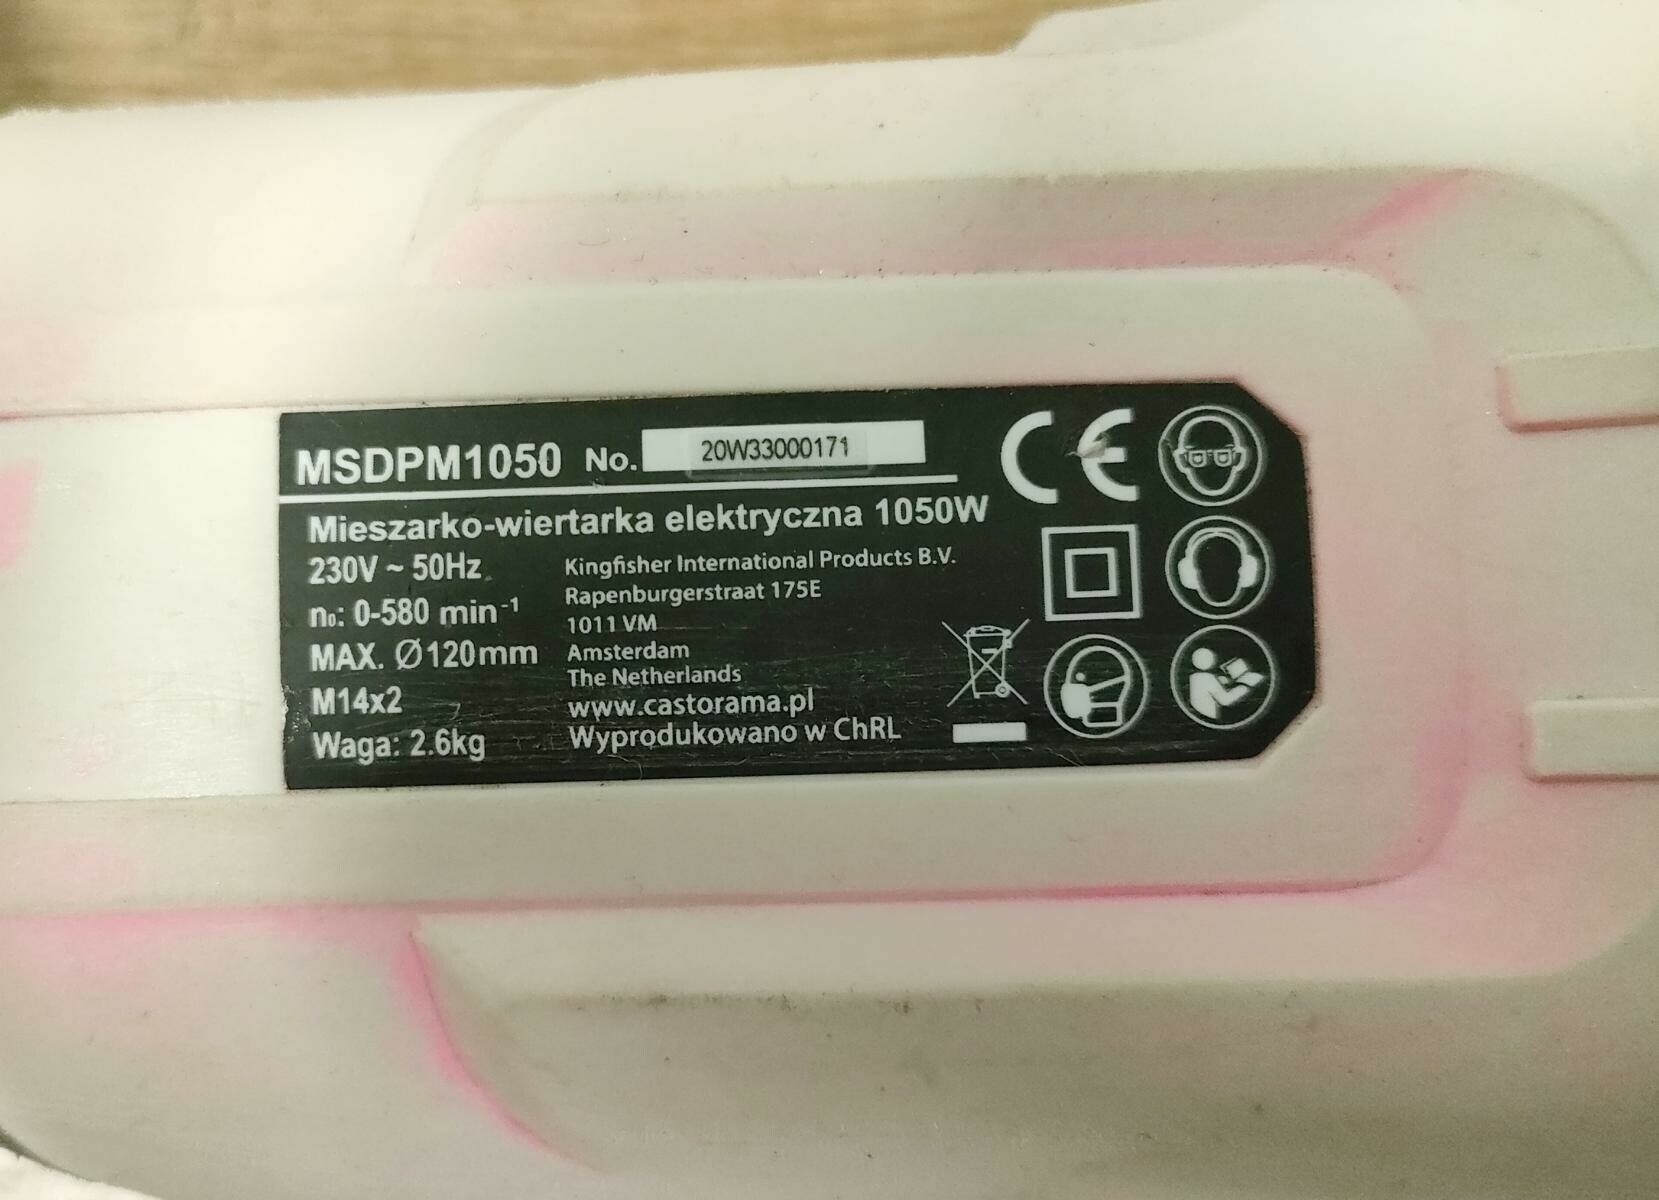 MSDPM1050 No. 20W33000171
Mieszarko-wiertarka elektryczna 1050W
230V ~ 50Hz
n₀: 0-580 min⁻¹
MAX. Ø120mm
M14x2
Waga: 2.6kg
Kingfisher International Products B.V.
Rapenburgerstraat 175E
1011 VM
Amsterdam
The Netherlands
www.castorama.pl
Wyprodukowano w ChRL
CE